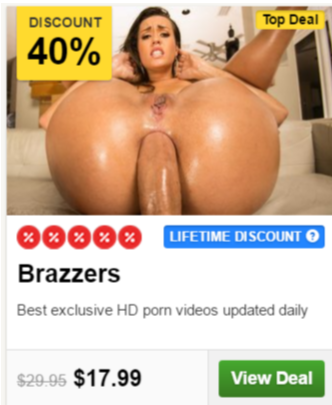 DISCOUNT
40%
Top Deal
LIFETIME DISCOUNT ?
Brazzers
Best exclusive HD porn videos updated daily
$29.95 $17.99
View Deal